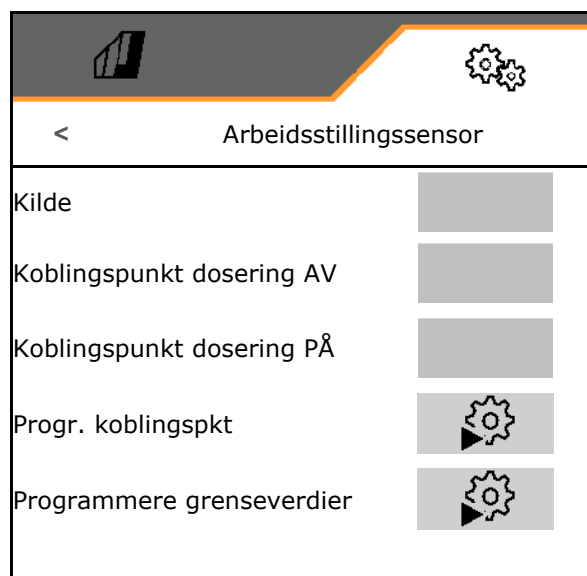 < Arbeidsstillingssensor
Kilde
Koblingspunkt dosering AV
Koblingspunkt dosering PÅ
Progr. koblingspkt
Programmere grenseverdier